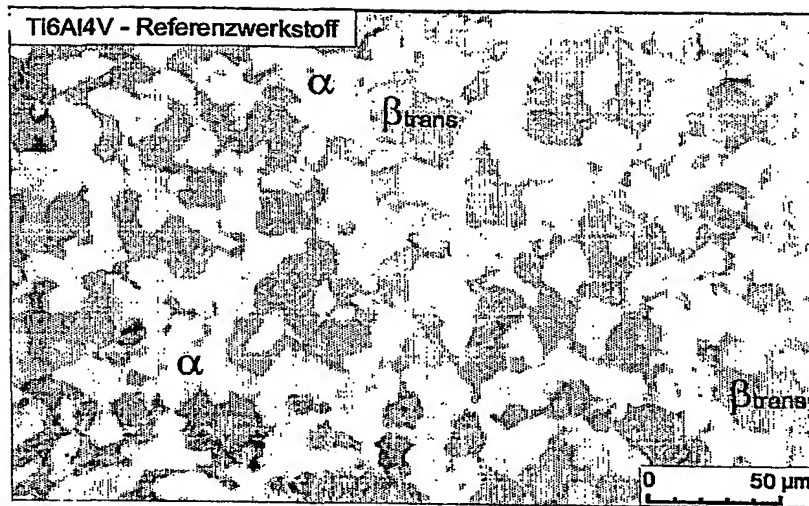 Ti6Al4V - Referenzwerkstoff
α
βtrans
α
βtrans
0 50 µm